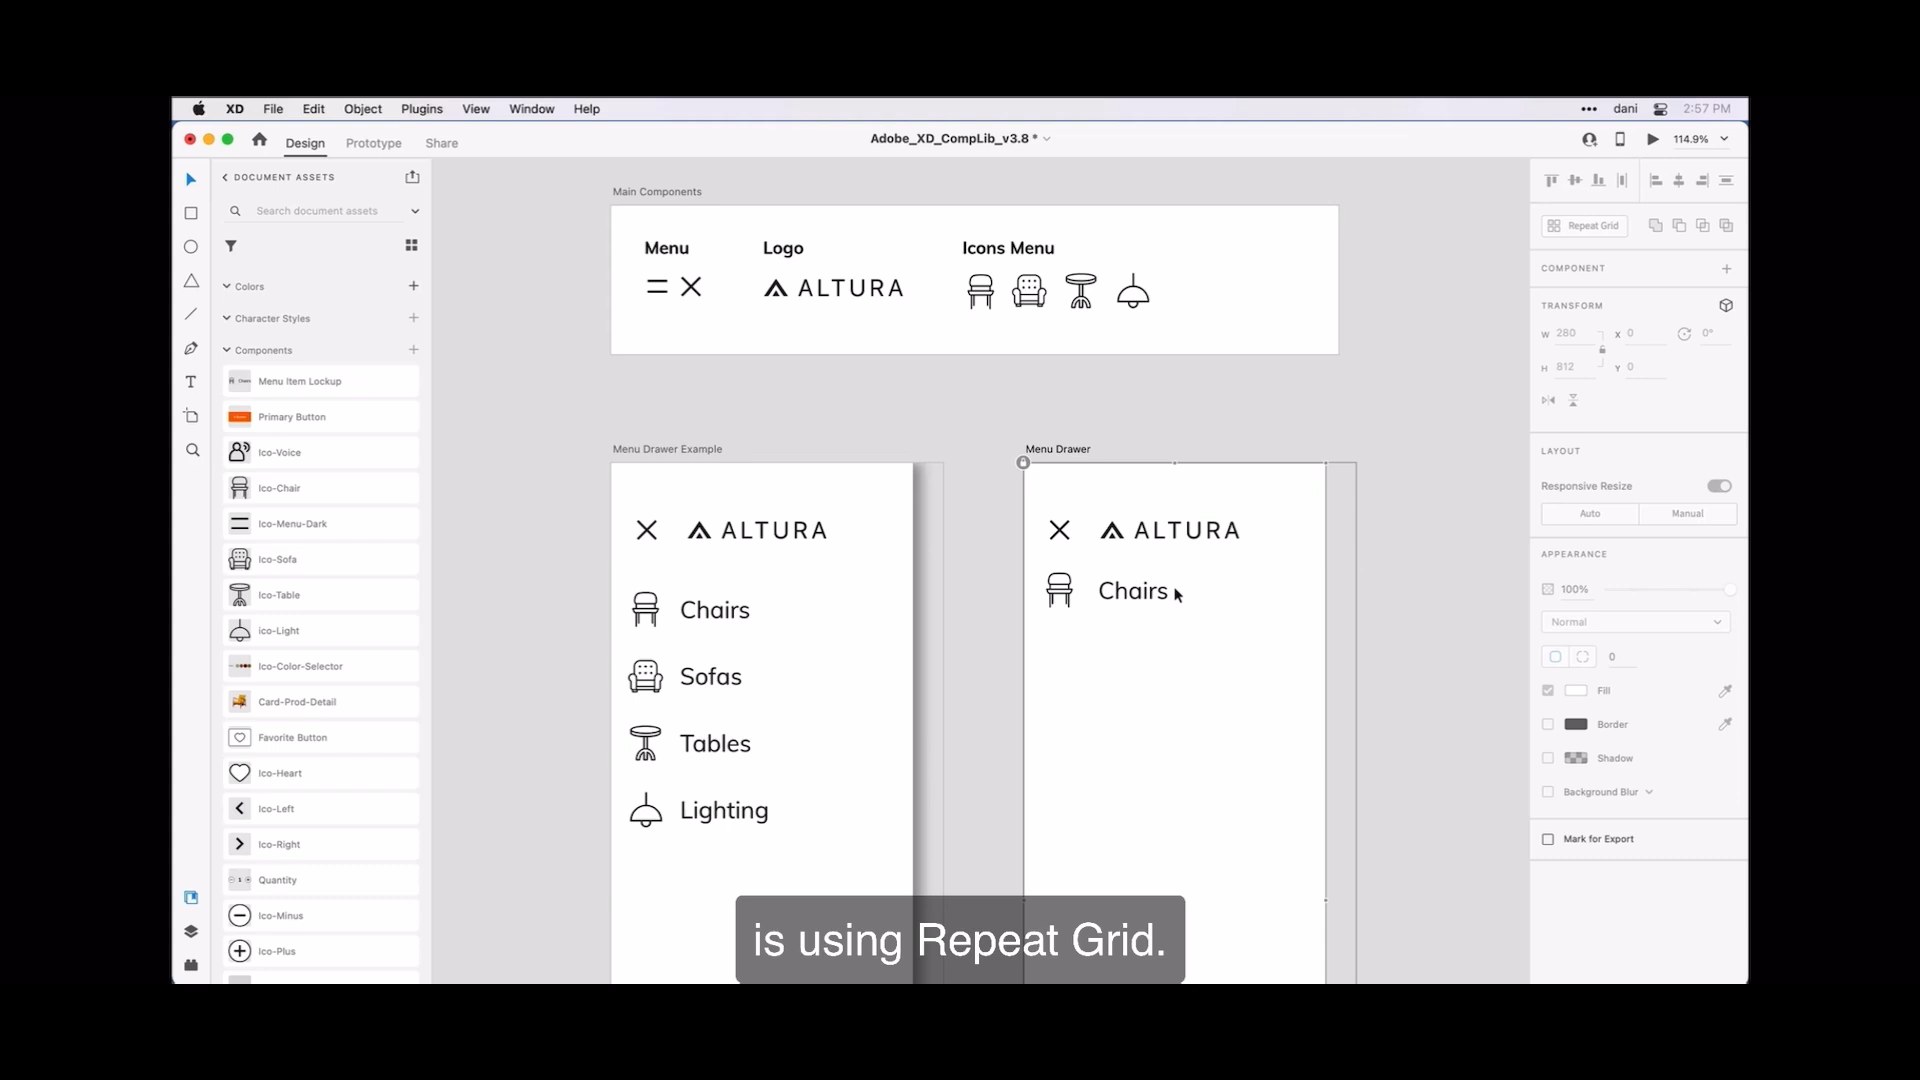 XD File Edit Object Plugins View Window Help
dani 2:57 PM
Design Prototype Share
Adobe_XD_CompLib_v3.8 *
114.9%
DOCUMENT ASSETS
Search document assets
Colors
Character Styles
Components
Menu Item Lockup
Primary Button
Ico-Voice
Ico-Chair
Ico-Menu-Dark
Ico-Sofa
Ico-Table
ico-Light
Ico-Color-Selector
Card-Prod-Detail
Favorite Button
Ico-Heart
Ico-Left
Ico-Right
Quantity
Ico-Minus
Ico-Plus
Main Components
Menu Logo Icons Menu
ALTURA
Menu Drawer Example
ALTURA
Chairs
Sofas
Tables
Lighting
Menu Drawer
ALTURA
Chairs
is using Repeat Grid.
Repeat Grid
COMPONENT
TRANSFORM
W 280 X 0 0°
H 812 Y 0
LAYOUT
Responsive Resize
Auto Manual
APPEARANCE
100%
Normal
0
Fill
Border
Shadow
Background Blur
Mark for Export